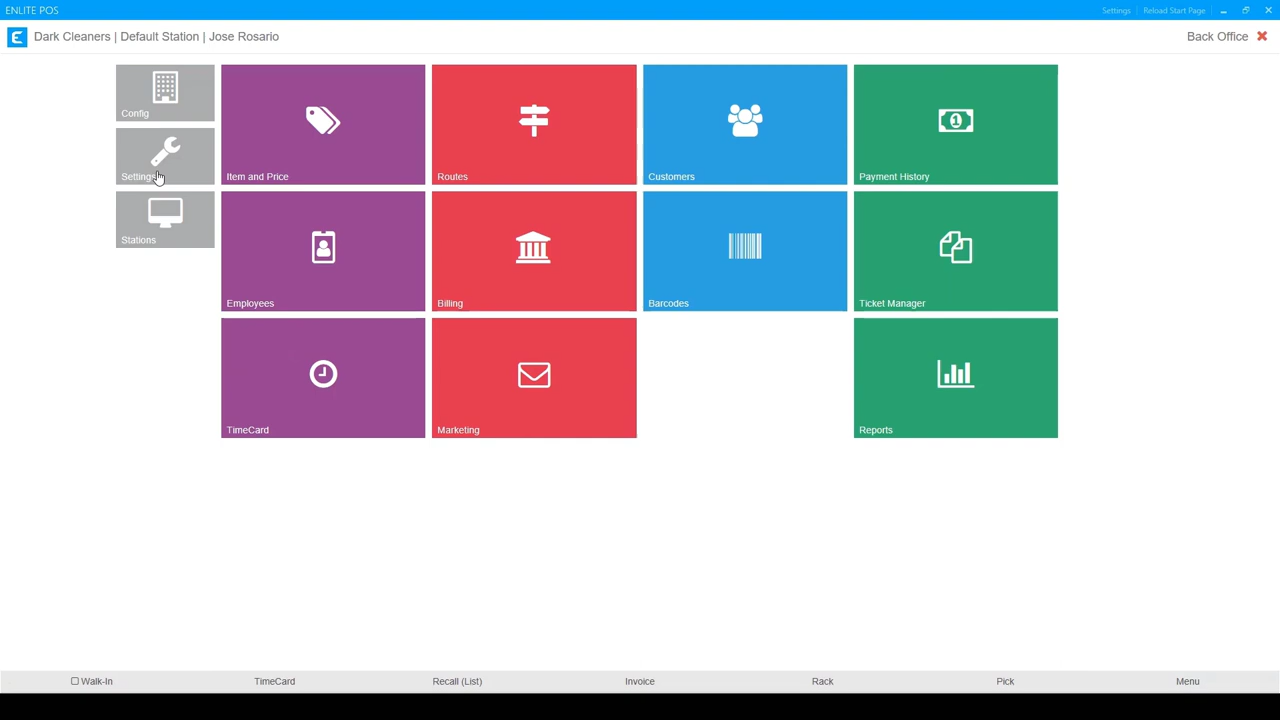 ENLITE POS
Settings Reload Start Page
E Dark Cleaners | Default Station | Jose Rosario
Back Office
Config
Settings
Stations
Item and Price
Routes
Customers
Payment History
Employees
Billing
Barcodes
Ticket Manager
TimeCard
Marketing
Reports
Walk-In TimeCard Recall (List) Invoice Rack Pick Menu